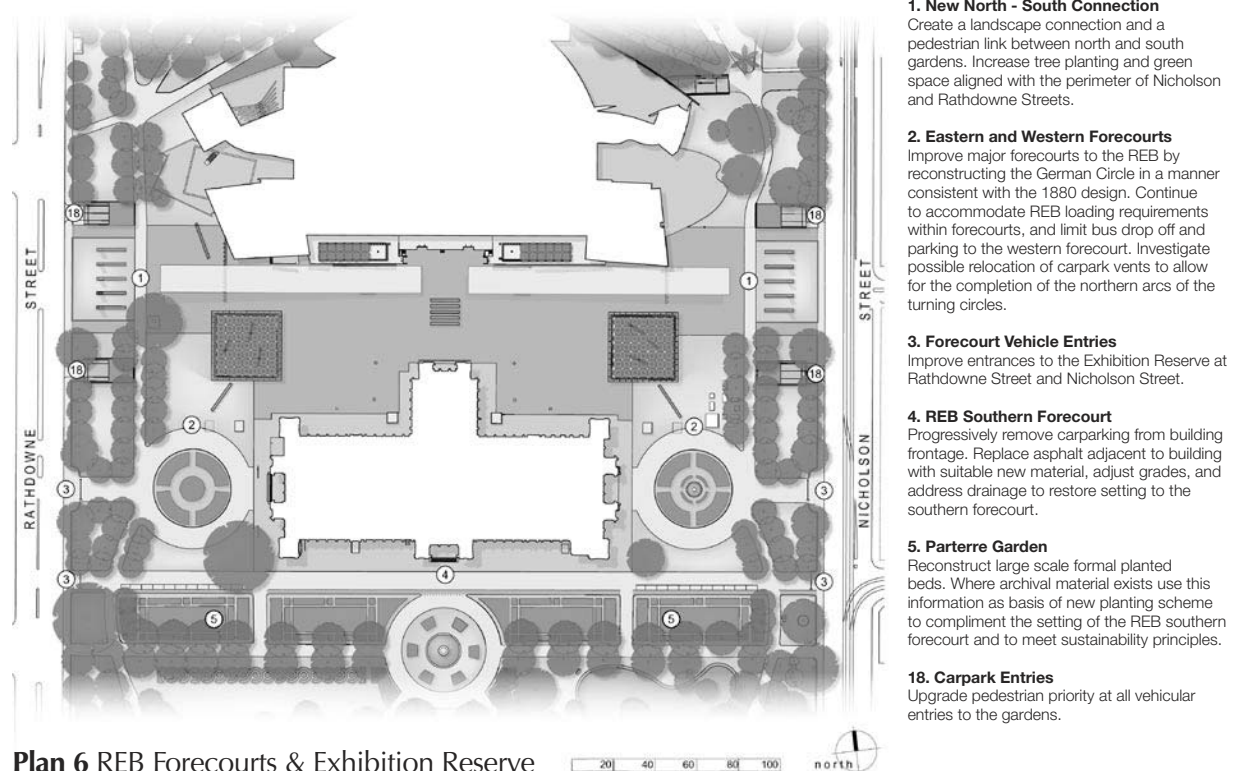 1. New North - South Connection
Create a landscape connection and a
pedestrian link between north and south
gardens. Increase tree planting and green
space aligned with the perimeter of Nicholson
and Rathdowne Streets.
2. Eastern and Western Forecourts
Improve major forecourts to the REB by
reconstructing the German Circle in a manner
consistent with the 1880 design. Continue
to accommodate REB loading requirements
within forecourts, and limit bus drop off and
parking to the western forecourt. Investigate
possible relocation of carpark vents to allow
for the completion of the northern arcs of the
turning circles.
3. Forecourt Vehicle Entries
Improve entrances to the Exhibition Reserve at
Rathdowne Street and Nicholson Street.
4. REB Southern Forecourt
Progressively remove carparking from building
frontage. Replace asphalt adjacent to building
with suitable new material, adjust grades, and
address drainage to restore setting to the
southern forecourt.
5. Parterre Garden
Reconstruct large scale formal planted
beds. Where archival material exists use this
information as basis of new planting scheme
to compliment the setting of the REB southern
forecourt and to meet sustainability principles.
18. Carpark Entries
Upgrade pedestrian priority at all vehicular
entries to the gardens.
RATHDOWNE STREET
NICHOLSON STREET
18
18
1
1
18
18
2
2
3
3
3
3
4
5
5
Plan 6 REB Forecourts & Exhibition Reserve
20 40 60 80 100
north